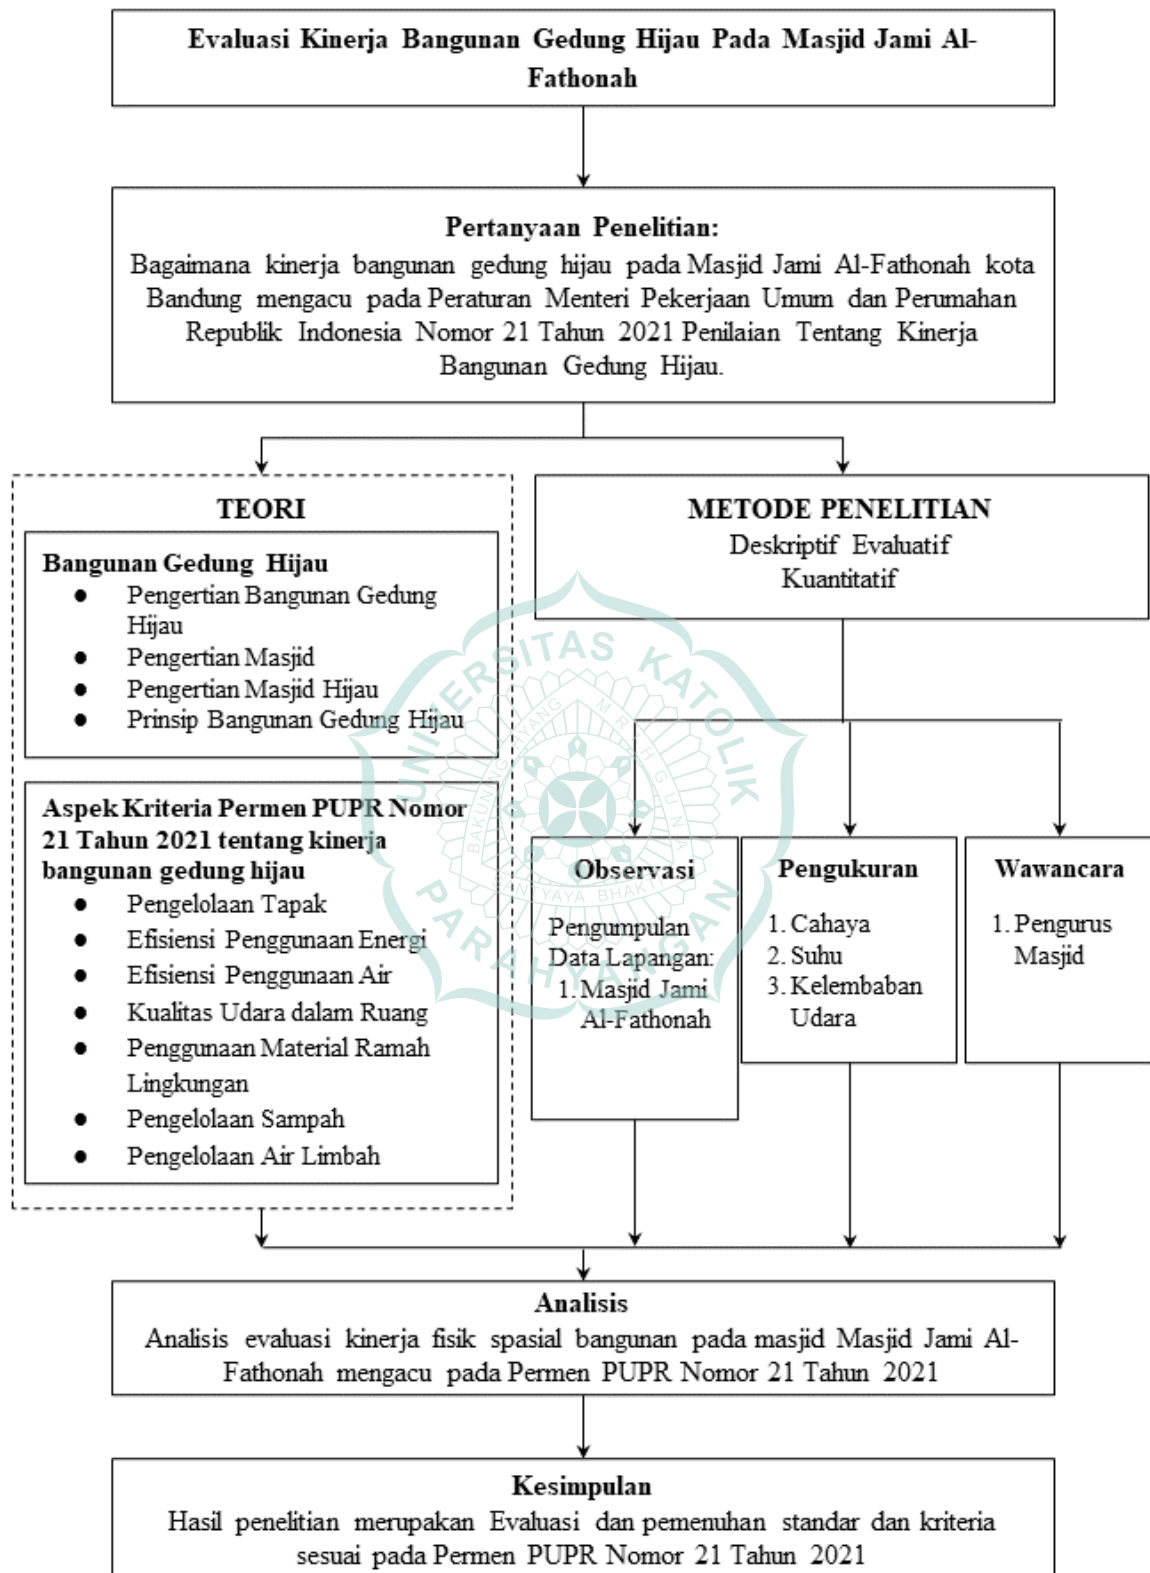 Evaluasi Kinerja Bangunan Gedung Hijau Pada Masjid Jami Al-
Fathonah
Pertanyaan Penelitian:
Bagaimana kinerja bangunan gedung hijau pada Masjid Jami Al-Fathonah kota
Bandung mengacu pada Peraturan Menteri Pekerjaan Umum dan Perumahan
Republik Indonesia Nomor 21 Tahun 2021 Penilaian Tentang Kinerja
Bangunan Gedung Hijau.
TEORI
Bangunan Gedung Hijau
● Pengertian Bangunan Gedung
Hijau
● Pengertian Masjid
● Pengertian Masjid Hijau
● Prinsip Bangunan Gedung Hijau
Aspek Kriteria Permen PUPR Nomor
21 Tahun 2021 tentang kinerja
bangunan gedung hijau
● Pengelolaan Tapak
● Efisiensi Penggunaan Energi
● Efisiensi Penggunaan Air
● Kualitas Udara dalam Ruang
● Penggunaan Material Ramah
Lingkungan
● Pengelolaan Sampah
● Pengelolaan Air Limbah
METODE PENELITIAN
Deskriptif Evaluatif
Kuantitatif
UNIVERSITAS KATOLIK
PARAHYANGAN
Observasi
Pengumpulan
Data Lapangan:
1. Masjid Jami
Al-Fathonah
Pengukuran
1. Cahaya
2. Suhu
3. Kelembaban
Udara
Wawancara
1. Pengurus
Masjid
Analisis
Analisis evaluasi kinerja fisik spasial bangunan pada masjid Masjid Jami Al-
Fathonah mengacu pada Permen PUPR Nomor 21 Tahun 2021
Kesimpulan
Hasil penelitian merupakan Evaluasi dan pemenuhan standar dan kriteria
sesuai pada Permen PUPR Nomor 21 Tahun 2021